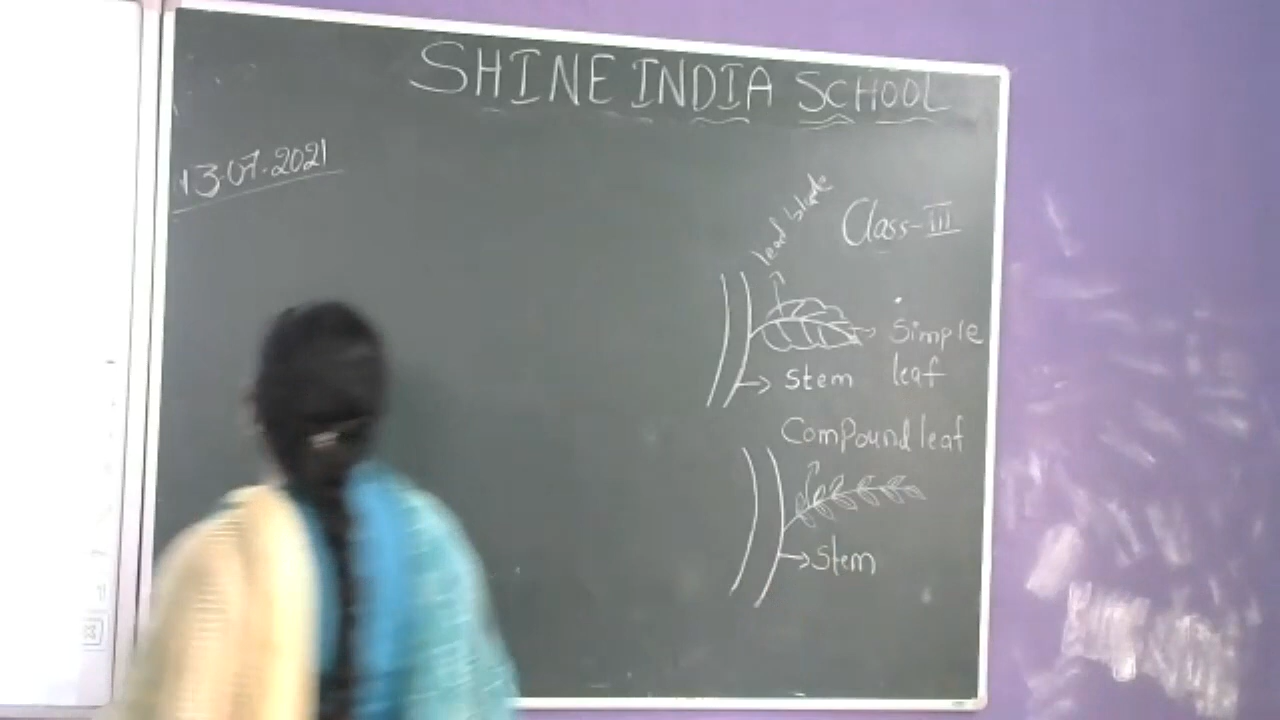 SHINE INDIA SCHOOL
13.07.2021
Class-III
leaf blade
simple
leaf
stem
Compound leaf
stem